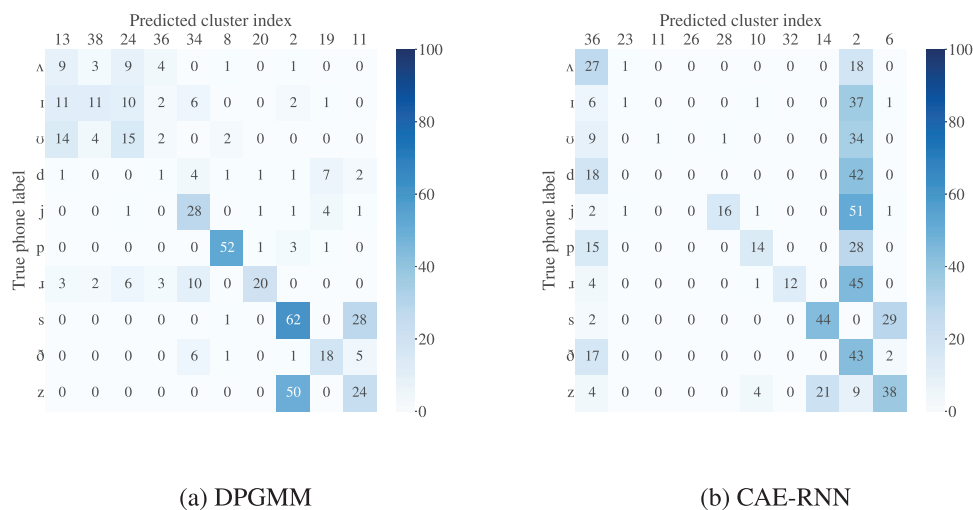 Predicted cluster index
13 38 24 36 34 8 20 2 19 11
ʌ 9 3 9 4 0 1 0 1 0 0
ɪ 11 11 10 2 6 0 0 2 1 0
ʊ 14 4 15 2 0 2 0 0 0 0
d 1 0 0 1 4 1 1 1 7 2
j 0 0 1 0 28 0 1 1 4 1
p 0 0 0 0 0 52 1 3 1 0
ɹ 3 2 6 3 10 0 20 0 0 0
s 0 0 0 0 0 1 0 62 0 28
ð 0 0 0 0 6 1 0 1 18 5
z 0 0 0 0 0 0 0 50 0 24
True phone label
100
80
60
40
20
0
(a) DPGMM
Predicted cluster index
36 23 11 26 28 10 32 14 2 6
ʌ 27 1 0 0 0 0 0 0 18 0
ɪ 6 1 0 0 0 1 0 0 37 1
ʊ 9 0 1 0 1 0 0 0 34 0
d 18 0 0 0 0 0 0 0 42 0
j 2 1 0 0 16 1 0 0 51 1
p 15 0 0 0 0 14 0 0 28 0
ɹ 4 0 0 0 0 1 12 0 45 0
s 2 0 0 0 0 0 0 44 0 29
ð 17 0 0 0 0 0 0 0 43 2
z 4 0 0 0 0 4 0 21 9 38
True phone label
100
80
60
40
20
0
(b) CAE-RNN